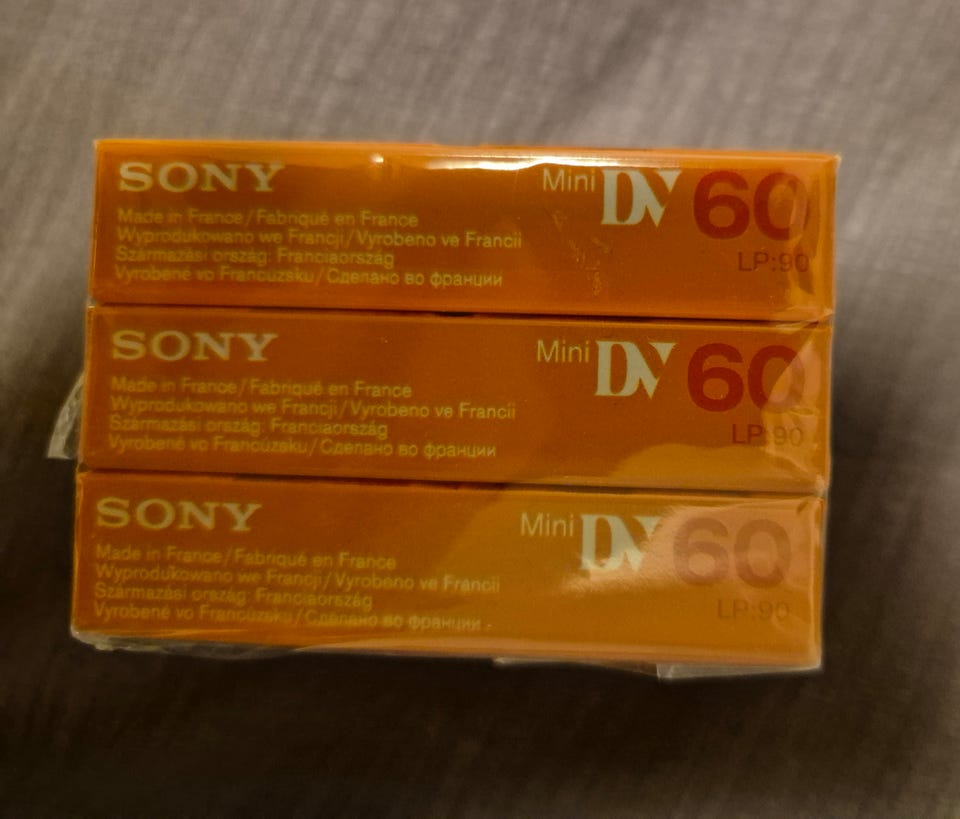 SONY
Mini DV 60
LP:90
Made in France/Fabriqué en France
Wyprodukowano we Francji/Vyrobeno ve Francii
Származási ország: Franciaország
Vyrobené vo Francúzsku/Сделано во франции
SONY
Mini DV 60
LP:90
Made in France/Fabriqué en France
Wyprodukowano we Francji/Vyrobeno ve Francii
Származási ország: Franciaország
Vyrobené vo Francúzsku/Сделано во франции
SONY
Mini DV 60
LP:90
Made in France/Fabriqué en France
Wyprodukowano we Francji/Vyrobeno ve Francii
Származási ország: Franciaország
Vyrobené vo Francúzsku/Сделано во франции